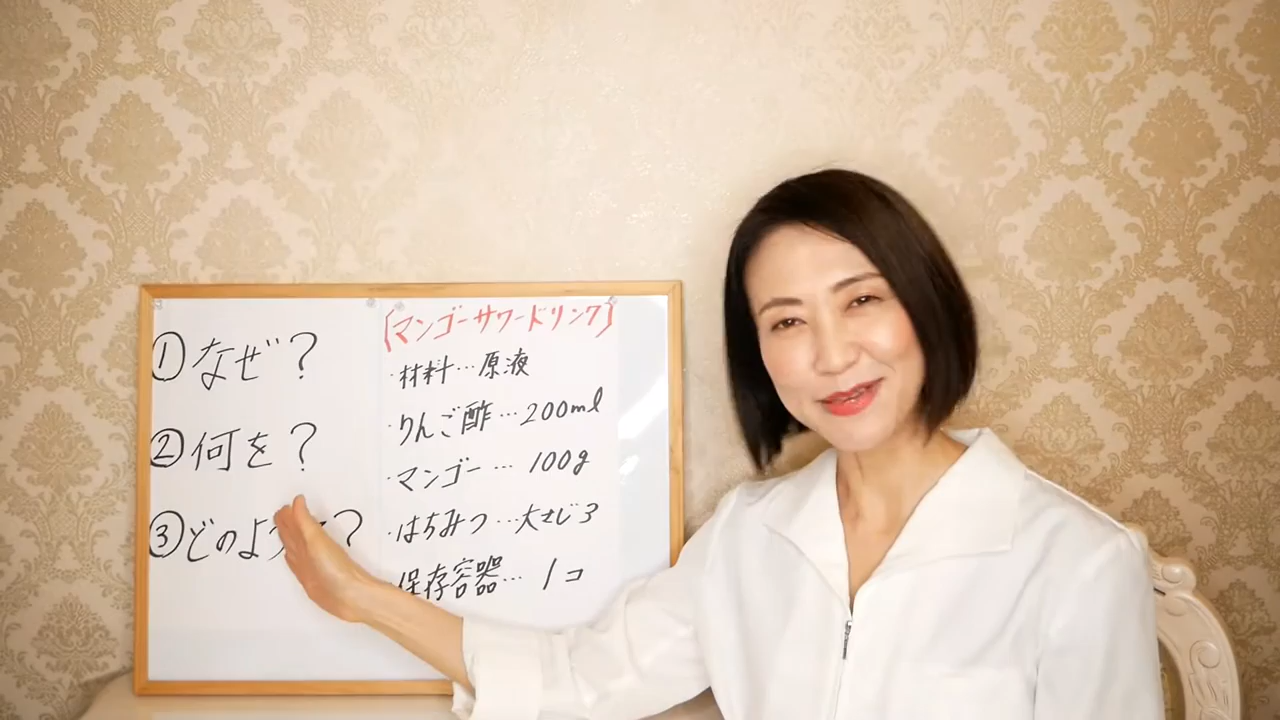 ①なぜ?
②何を?
③どのよ
?
〔マンゴーサワードリンク〕
・材料…原液
・りんご酢…200ml
・マンゴー… 100g
・はちみつ…大さじ3
・保存容器… 1コ